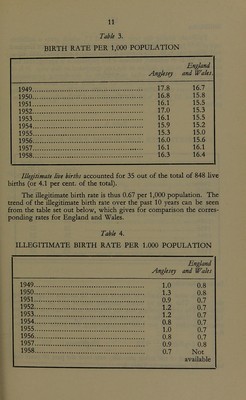 11
Table 3.
BIRTH RATE PER 1,000 POPULATION
England
Anglesey and Wales.
1949 17.8 16.7
1950 16.8 15.8
1951 16.1 15.5
1952 17.0 15.3
1953 16.1 15.5
1954 15.9 15.2
1955 15.3 15.0
1956 16.0 15.6
1957 16.1 16.1
1958 16.3 16.4
Illegitimate live births accounted for 35 out of the total of 848 live
births (or 4.1 per cent. of the total).
The illegitimate birth rate is thus 0.67 per 1,000 population. The
trend of the illegitimate birth rate over the past 10 years can be seen
from the table set out below, which gives for comparison the corres-
ponding rates for England and Wales.
Table 4.
ILLEGITIMATE BIRTH RATE PER 1.000 POPULATION
England
Anglesey and Wales
1949 1.0 0.8
1950 1.3 0.8
1951 0.9 0.7
1952 1.2 0.7
1953 1.2 0.7
1954 0.8 0.7
1955 1.0 0.7
1956 0.8 0.7
1957 0.9 0.8
1958 0.7 Not
available